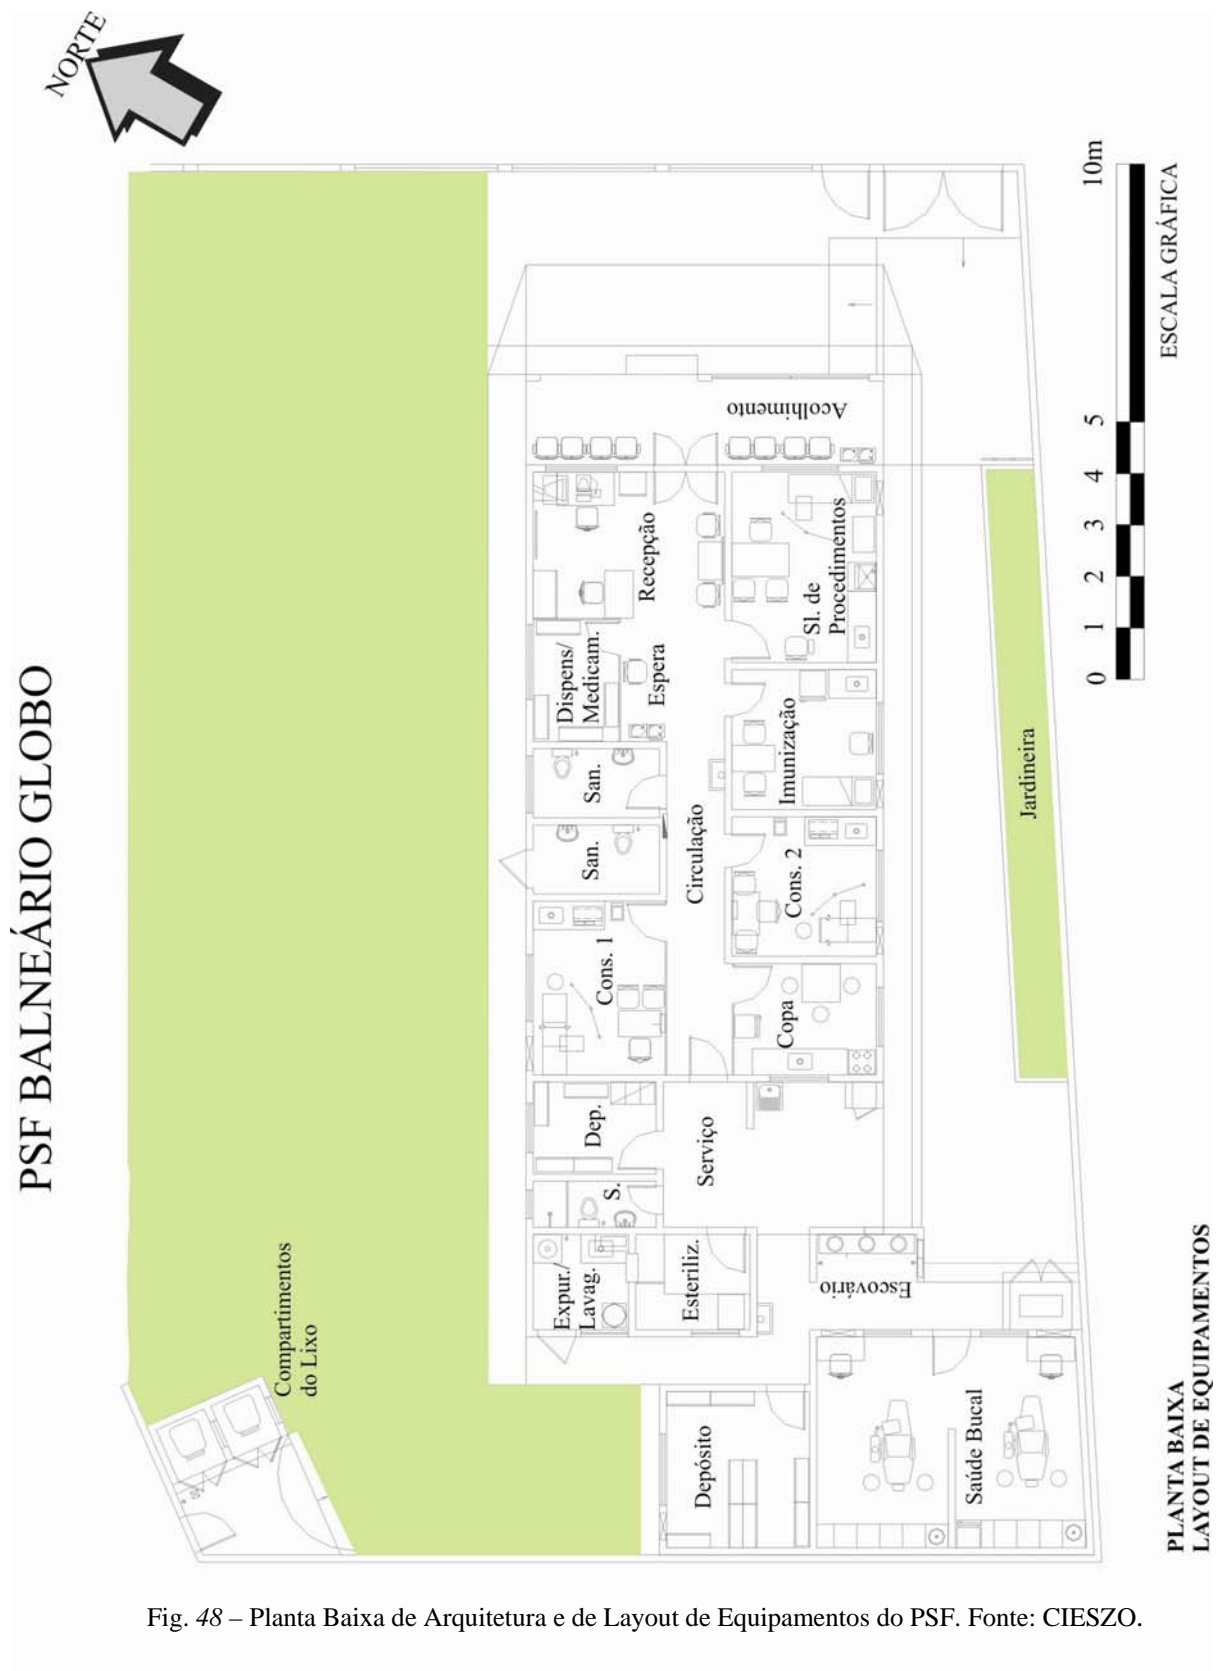 PSF BALNEÁRIO GLOBO
NORTE
Acolhimento
Recepção
Sl. de
Procedimentos
Dispens/
Medicam.
Espera
San.
Imunização
San.
Circulação
Cons. 2
Jardineira
Cons. 1
Copa
Dep.
Serviço
S.
Expur./
Lavag.
Esteriliz.
Escovário
Compartimentos
do Lixo
Depósito
Saúde Bucal
0 1 2 3 4 5 10m
ESCALA GRÁFICA
PLANTA BAIXA
LAYOUT DE EQUIPAMENTOS
Fig. 48 – Planta Baixa de Arquitetura e de Layout de Equipamentos do PSF. Fonte: CIESZO.